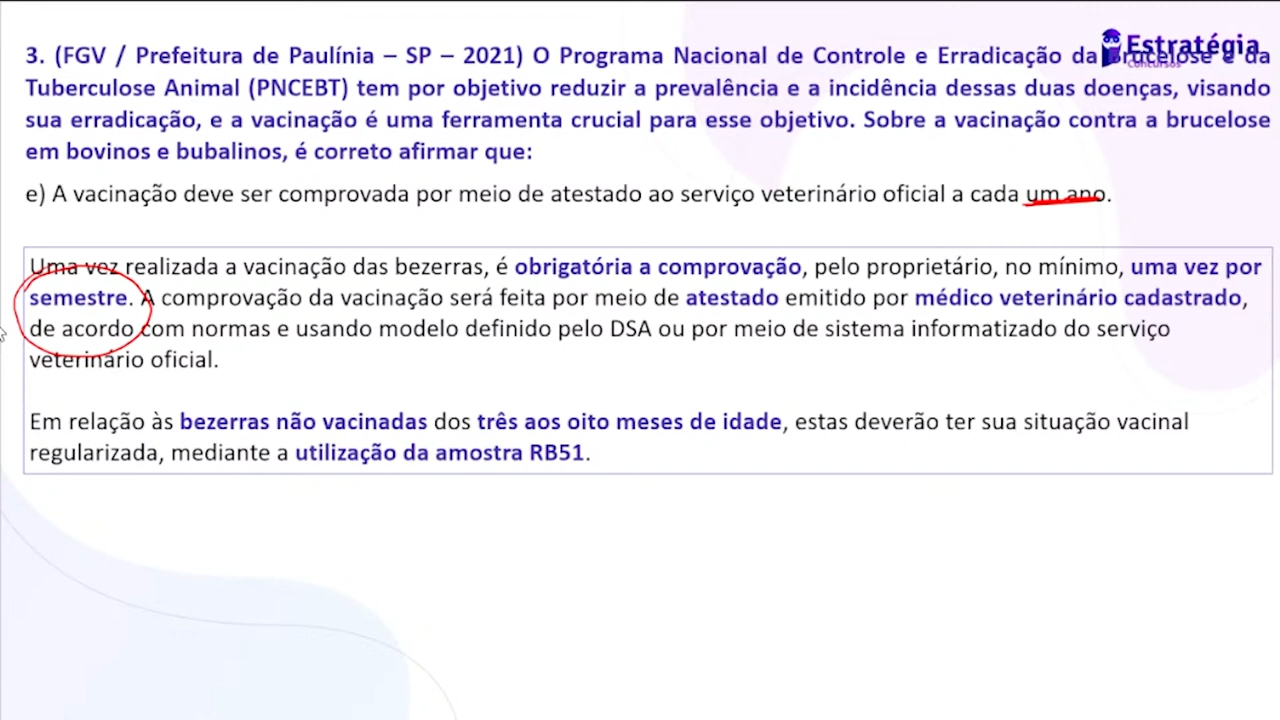 Estratégia
Concursos
3. (FGV / Prefeitura de Paulínia – SP – 2021) O Programa Nacional de Controle e Erradicação da Brucelose e da
Tuberculose Animal (PNCEBT) tem por objetivo reduzir a prevalência e a incidência dessas duas doenças, visando
sua erradicação, e a vacinação é uma ferramenta crucial para esse objetivo. Sobre a vacinação contra a brucelose
em bovinos e bubalinos, é correto afirmar que:
e) A vacinação deve ser comprovada por meio de atestado ao serviço veterinário oficial a cada um ano.
Uma vez realizada a vacinação das bezerras, é obrigatória a comprovação, pelo proprietário, no mínimo, uma vez por
semestre. A comprovação da vacinação será feita por meio de atestado emitido por médico veterinário cadastrado,
de acordo com normas e usando modelo definido pelo DSA ou por meio de sistema informatizado do serviço
veterinário oficial.
Em relação às bezerras não vacinadas dos três aos oito meses de idade, estas deverão ter sua situação vacinal
regularizada, mediante a utilização da amostra RB51.